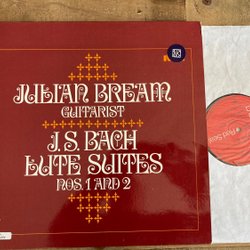 JULIAN BREAM
GUITARIST
J.S. BACH
LUTE SUITES
NOS. 1 AND 2